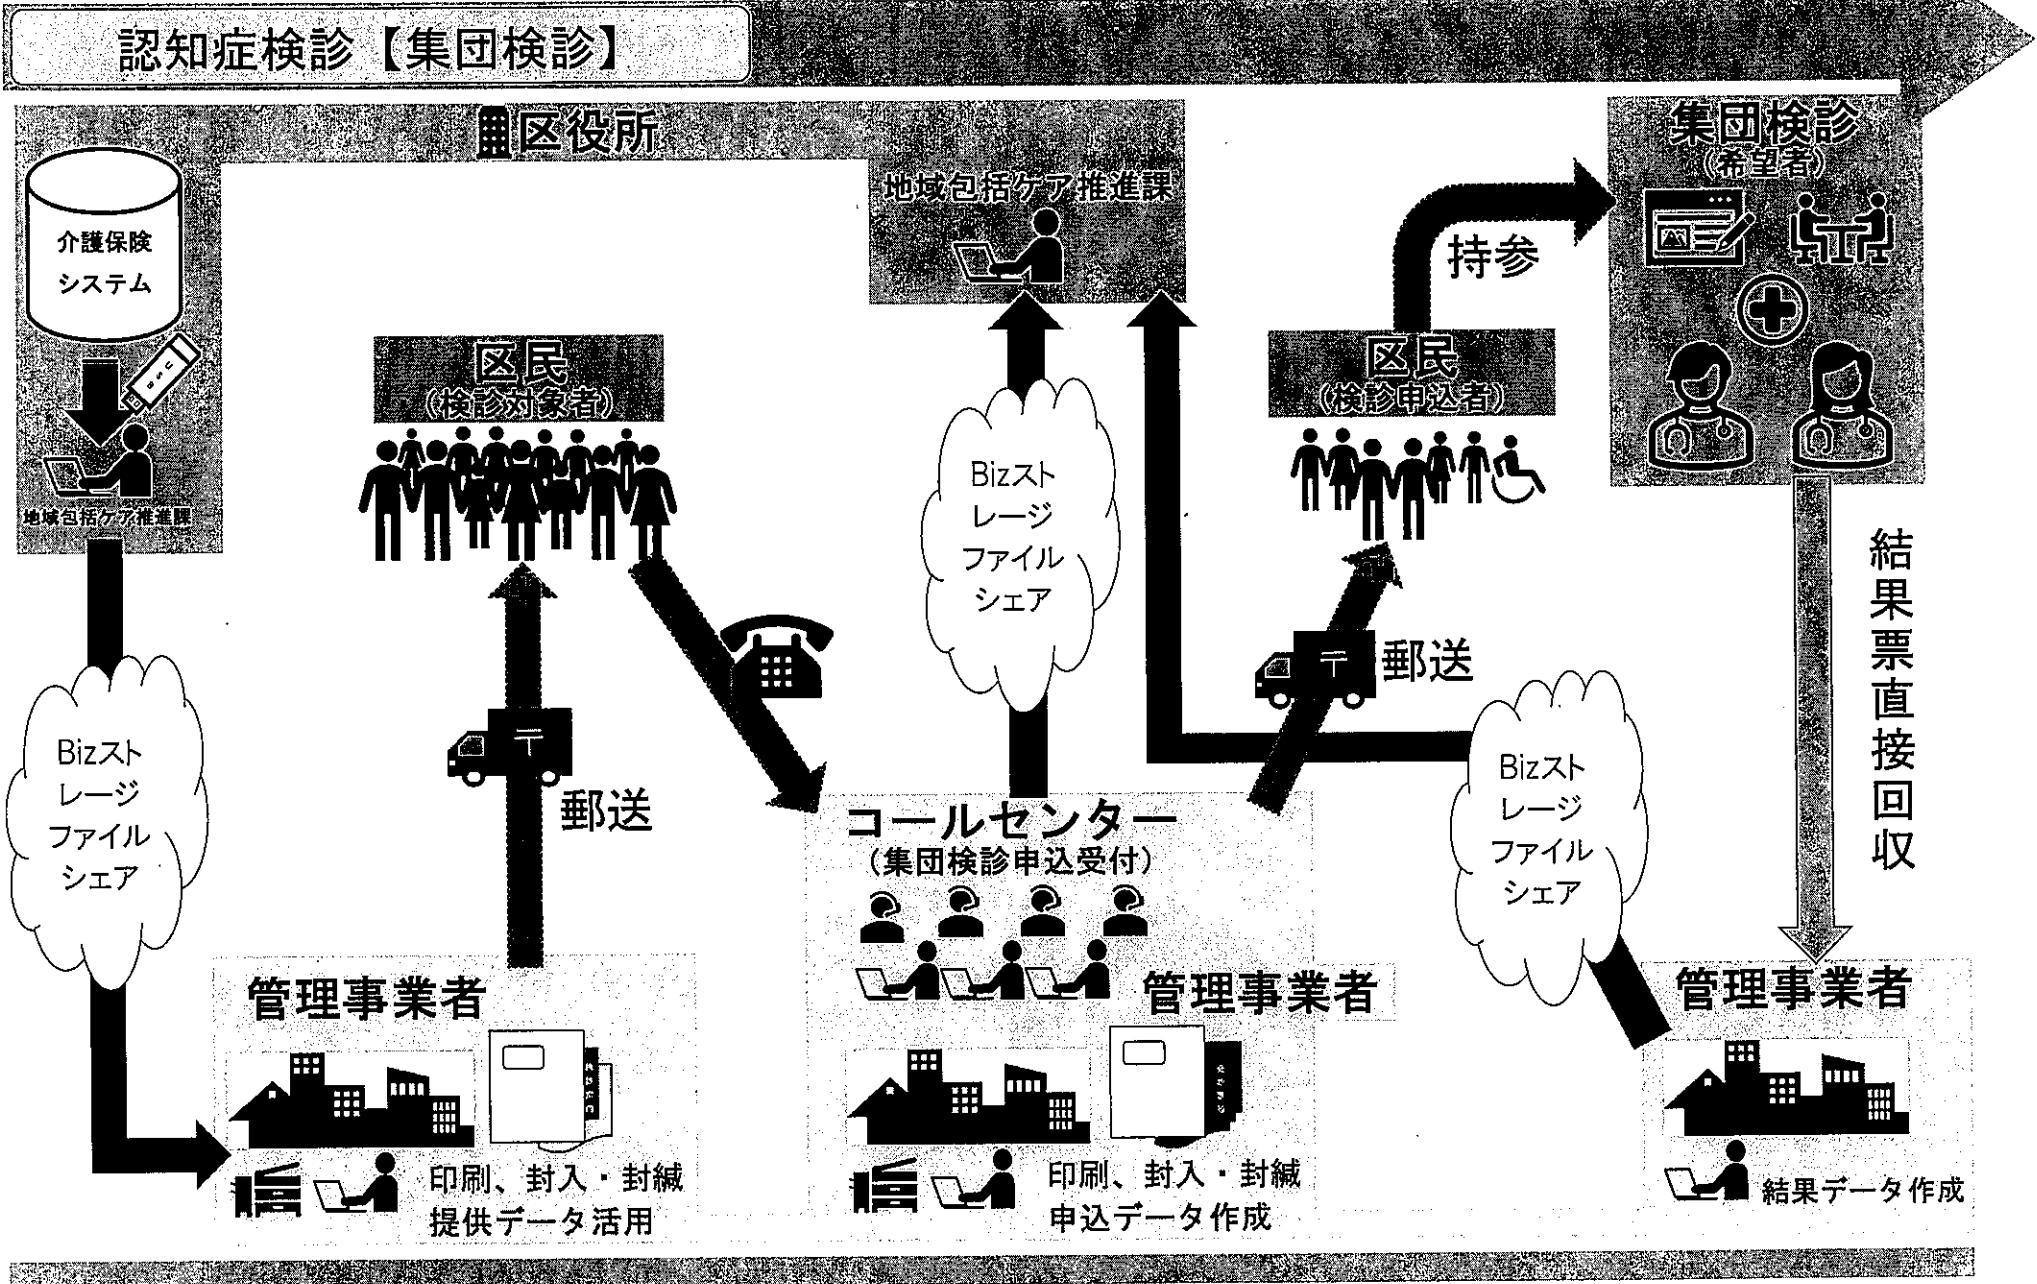 認知症検診【集団検診】
区役所
介護保険
システム
USB
地域包括ケア推進課
Bizスト
レージ
ファイル
シェア
管理事業者
印刷、封入・封緘
提供データ活用
〒
郵送
区民
(検診対象者)
コールセンター
(集団検診申込受付)
管理事業者
印刷、封入・封緘
申込データ作成
Bizスト
レージ
ファイル
シェア
地域包括ケア推進課
〒
郵送
区民
(検診申込者)
持参
集団検診
(希望者)
結果票直接回収
管理事業者
結果データ作成
Bizスト
レージ
ファイル
シェア